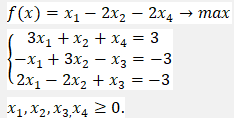 f(x) = x₁ − 2x₂ − 2x₄ → max
3x₁ + x₂ + x₄ = 3
−x₁ + 3x₂ − x₃ = −3
2x₁ − 2x₂ + x₃ = −3
x₁, x₂, x₃, x₄ ≥ 0.